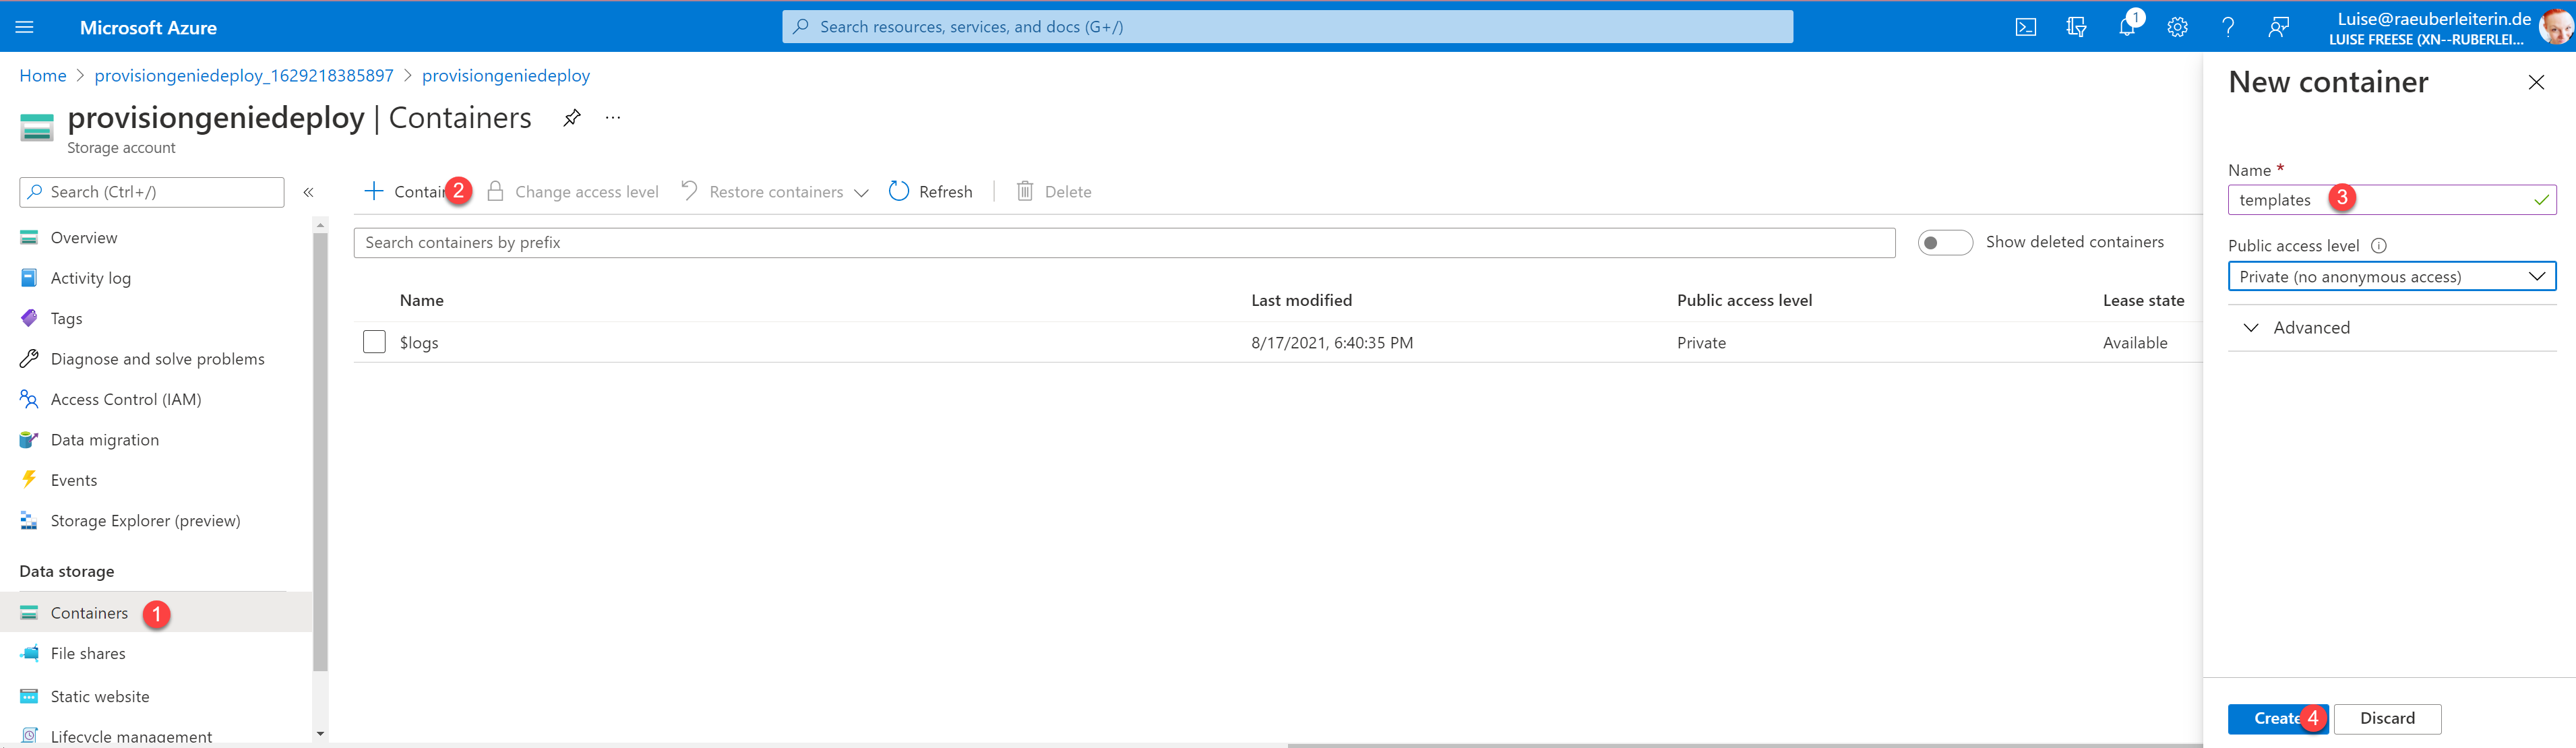 Microsoft Azure
Search resources, services, and docs (G+/)
1
Luise@raeuberleiterin.de
LUISE FREESE (XN--RUBERLEI...
Home > provisiongeniedeploy_1629218385897 > provisiongeniedeploy
provisiongeniedeploy | Containers
...
Storage account
Search (Ctrl+/)
«
Overview
Activity log
Tags
Diagnose and solve problems
Access Control (IAM)
Data migration
Events
Storage Explorer (preview)
Data storage
Containers 1
File shares
Static website
Lifecycle management
+ Contai 2 Change access level Restore containers Refresh Delete
Search containers by prefix
Show deleted containers
Name Last modified Public access level Lease state
$logs 8/17/2021, 6:40:35 PM Private Available
New container
Name *
templates 3
Public access level
Private (no anonymous access)
Advanced
Create 4 Discard